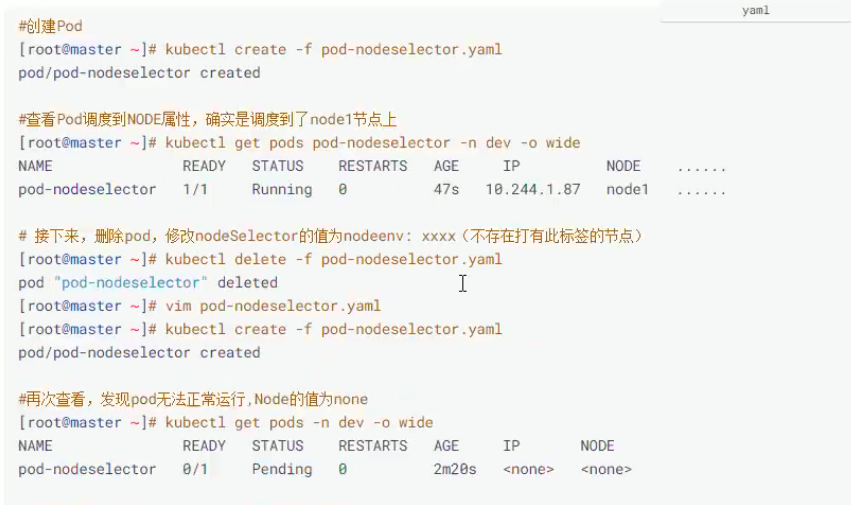 yaml
#创建Pod
[root@master ~]# kubectl create -f pod-nodeselector.yaml
pod/pod-nodeselector created
#查看Pod调度到NODE属性，确实是调度到了node1节点上
[root@master ~]# kubectl get pods pod-nodeselector -n dev -o wide
NAME READY STATUS RESTARTS AGE IP NODE ......
pod-nodeselector 1/1 Running 0 47s 10.244.1.87 node1 ......
# 接下来，删除pod，修改nodeSelector的值为nodeenv: xxxx（不存在打有此标签的节点）
[root@master ~]# kubectl delete -f pod-nodeselector.yaml
pod "pod-nodeselector" deleted
[root@master ~]# vim pod-nodeselector.yaml
[root@master ~]# kubectl create -f pod-nodeselector.yaml
pod/pod-nodeselector created
#再次查看，发现pod无法正常运行,Node的值为none
[root@master ~]# kubectl get pods -n dev -o wide
NAME READY STATUS RESTARTS AGE IP NODE
pod-nodeselector 0/1 Pending 0 2m20s <none> <none>